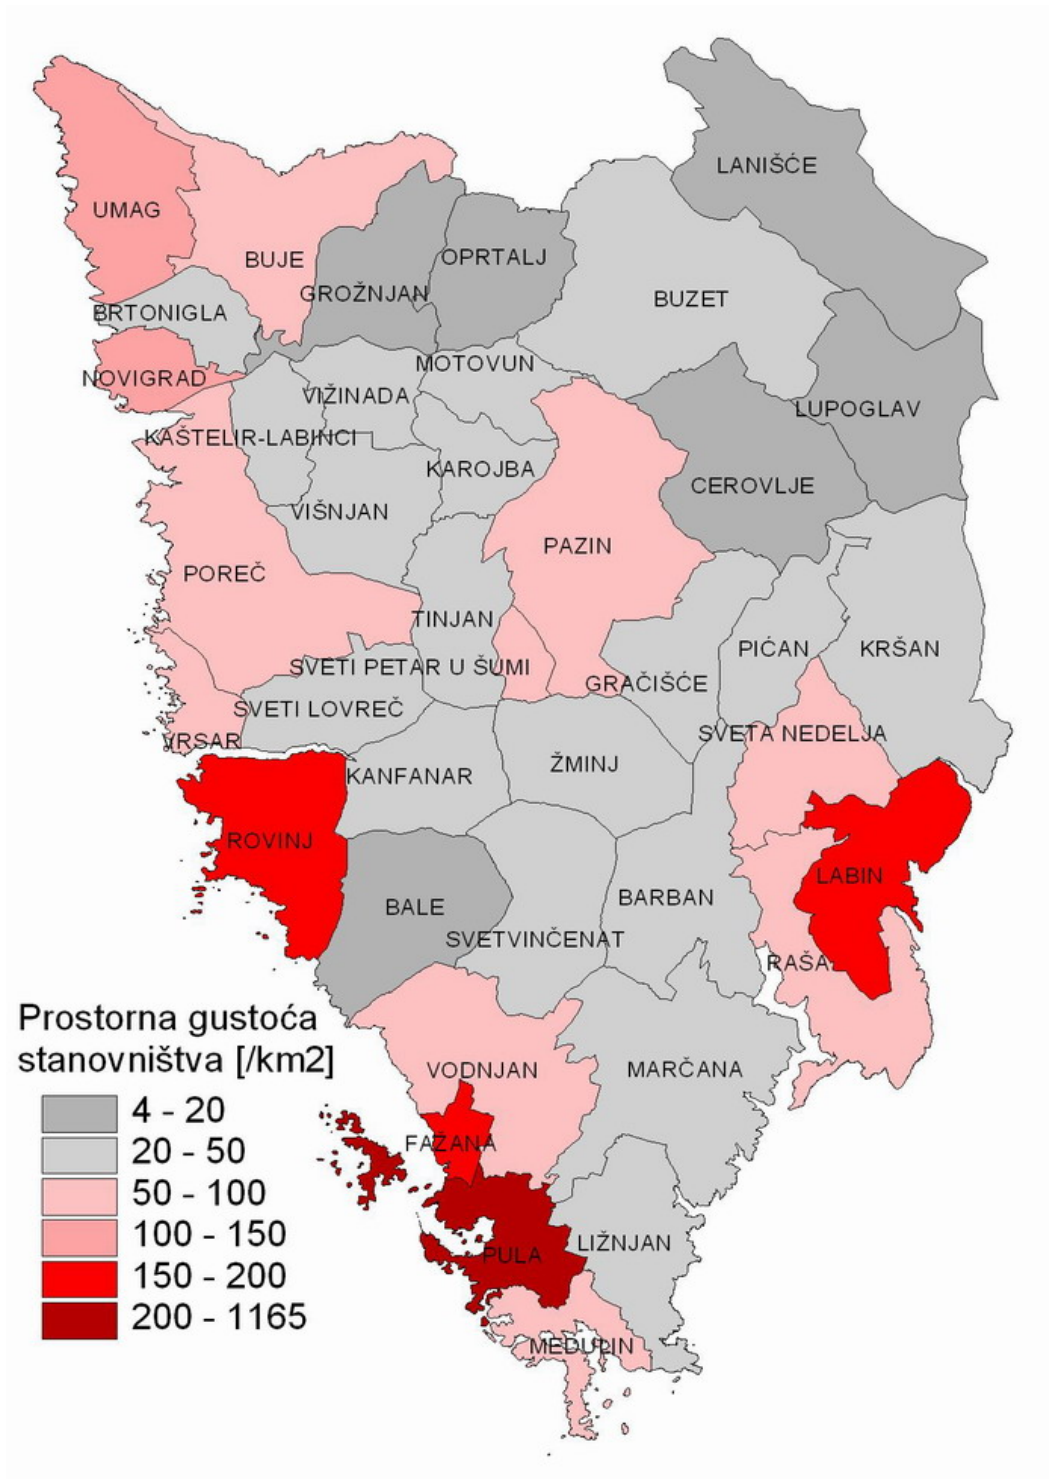 LANIŠĆE
UMAG
BUJE
OPRTALJ
GROŽNJAN
BUZET
BRTONIGLA
MOTOVUN
NOVIGRAD
VIŽINADA
LUPOGLAV
KAŠTELIR-LABINCI
KAROJBA
CEROVLJE
VIŠNJAN
PAZIN
POREČ
TINJAN
PIĆAN
KRŠAN
SVETI PETAR U ŠUMI
GRAČIŠĆE
SVETI LOVREČ
SVETA NEDELJA
VRSAR
ŽMINJ
KANFANAR
ROVINJ
LABIN
BARBAN
BALE
SVETVINČENAT
RAŠA
Prostorna gustoća
stanovništva [/km2]
VODNJAN
MARČANA
4 - 20
FAŽANA
20 - 50
50 - 100
100 - 150
LIŽNJAN
PULA
150 - 200
200 - 1165
MEDULIN